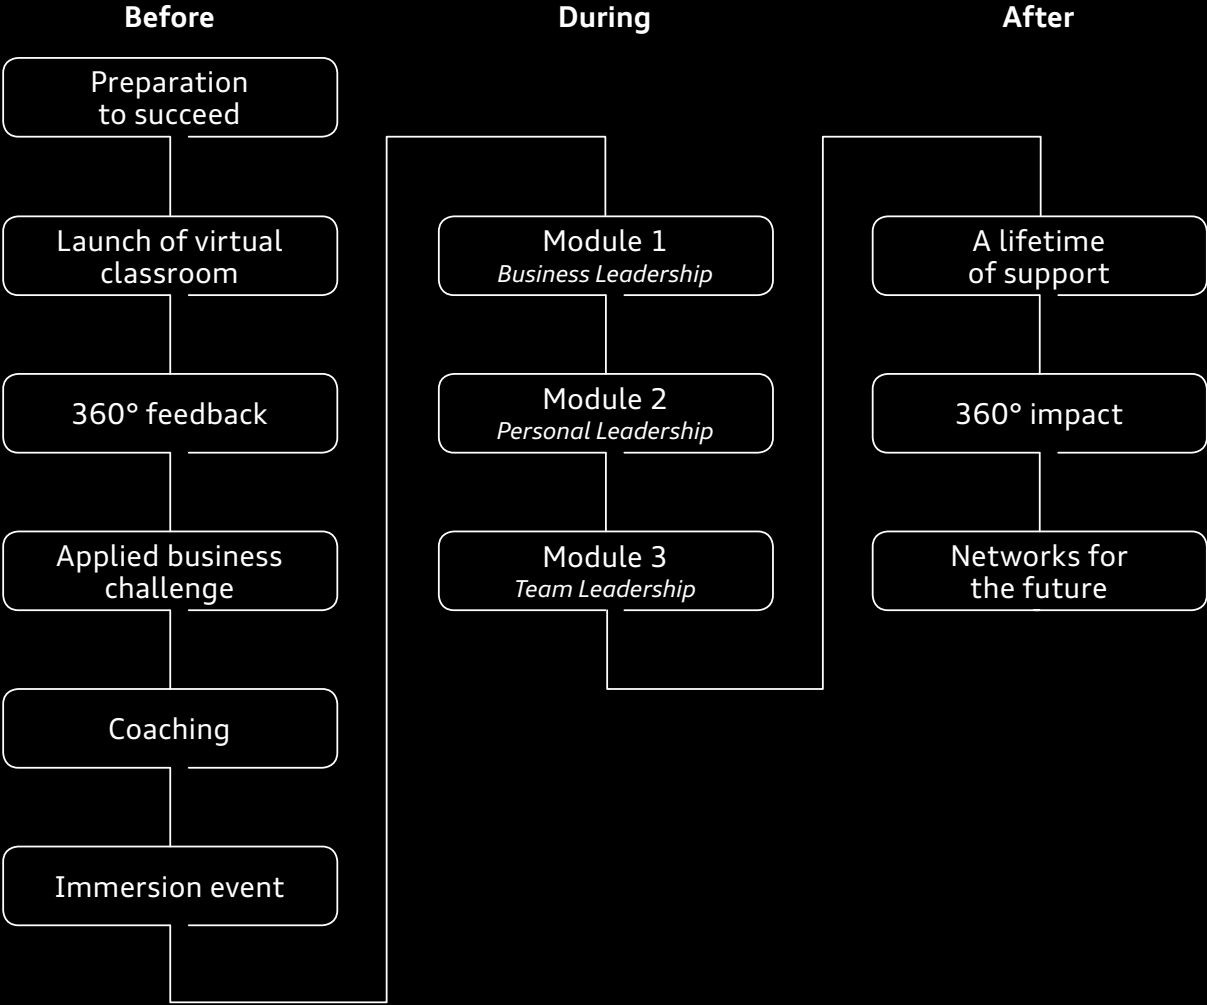 Before
Preparation
to succeed
Launch of virtual
classroom
360° feedback
Applied business
challenge
Coaching
Immersion event
During
Module 1
Business Leadership
Module 2
Personal Leadership
Module 3
Team Leadership
After
A lifetime
of support
360° impact
Networks for
the future